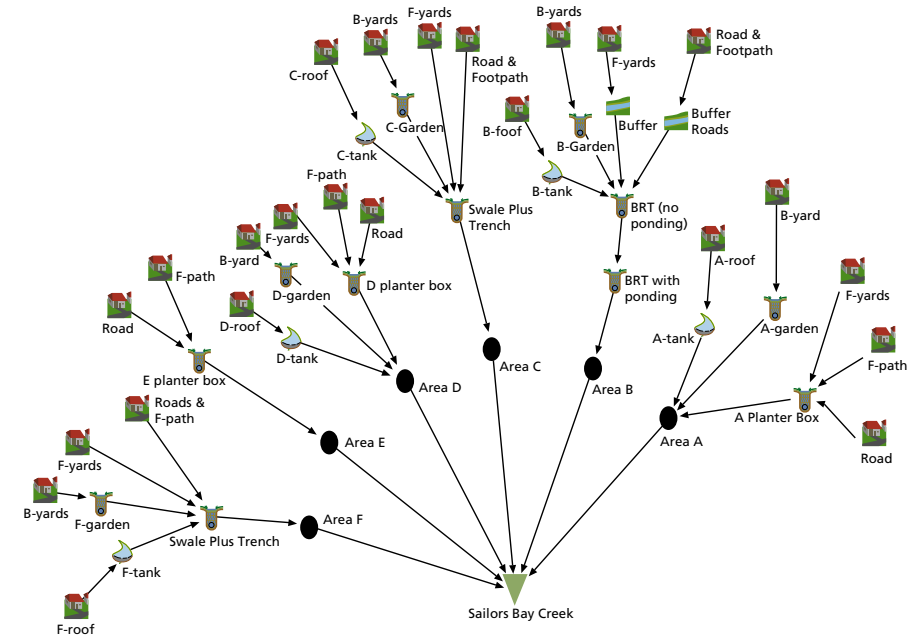 B-yards
F-yards
B-yards
F-yards
Road &
Footpath
C-roof
Road &
Footpath
C-Garden
B-foof
B-Garden
Buffer
Buffer
Roads
C-tank
F-path
B-tank
B-yard
F-yards
Road
Swale Plus
Trench
BRT (no
ponding)
A-roof
B-yard
F-path
D-garden
D planter box
BRT with
ponding
F-yards
Road
D-roof
D-tank
A-tank
A-garden
F-path
E planter box
Area D
Area C
Area B
Roads &
F-path
A Planter Box
Area E
Area A
Road
F-yards
B-yards
F-garden
Swale Plus Trench
Area F
F-tank
Sailors Bay Creek
F-roof